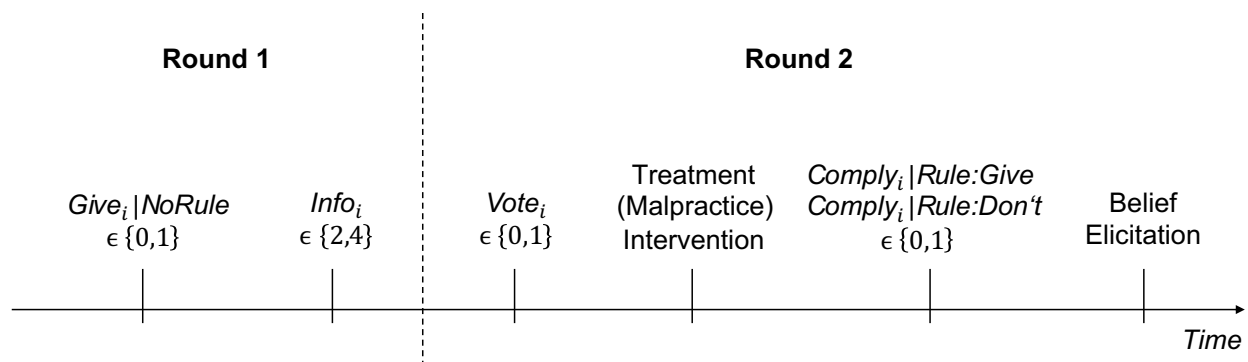 Round 1
Round 2
Give_i|NoRule
ϵ {0,1}
Info_i
ϵ {2,4}
Vote_i
ϵ {0,1}
Treatment
(Malpractice)
Intervention
Comply_i|Rule:Give
Comply_i|Rule:Don't
ϵ {0,1}
Belief
Elicitation
Time